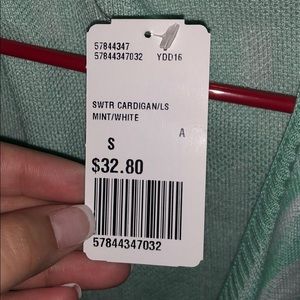 57844347
57844347032 YDD16
SWTR CARDIGAN/LS
MINT/WHITE
A
S
$32.80
57844347032